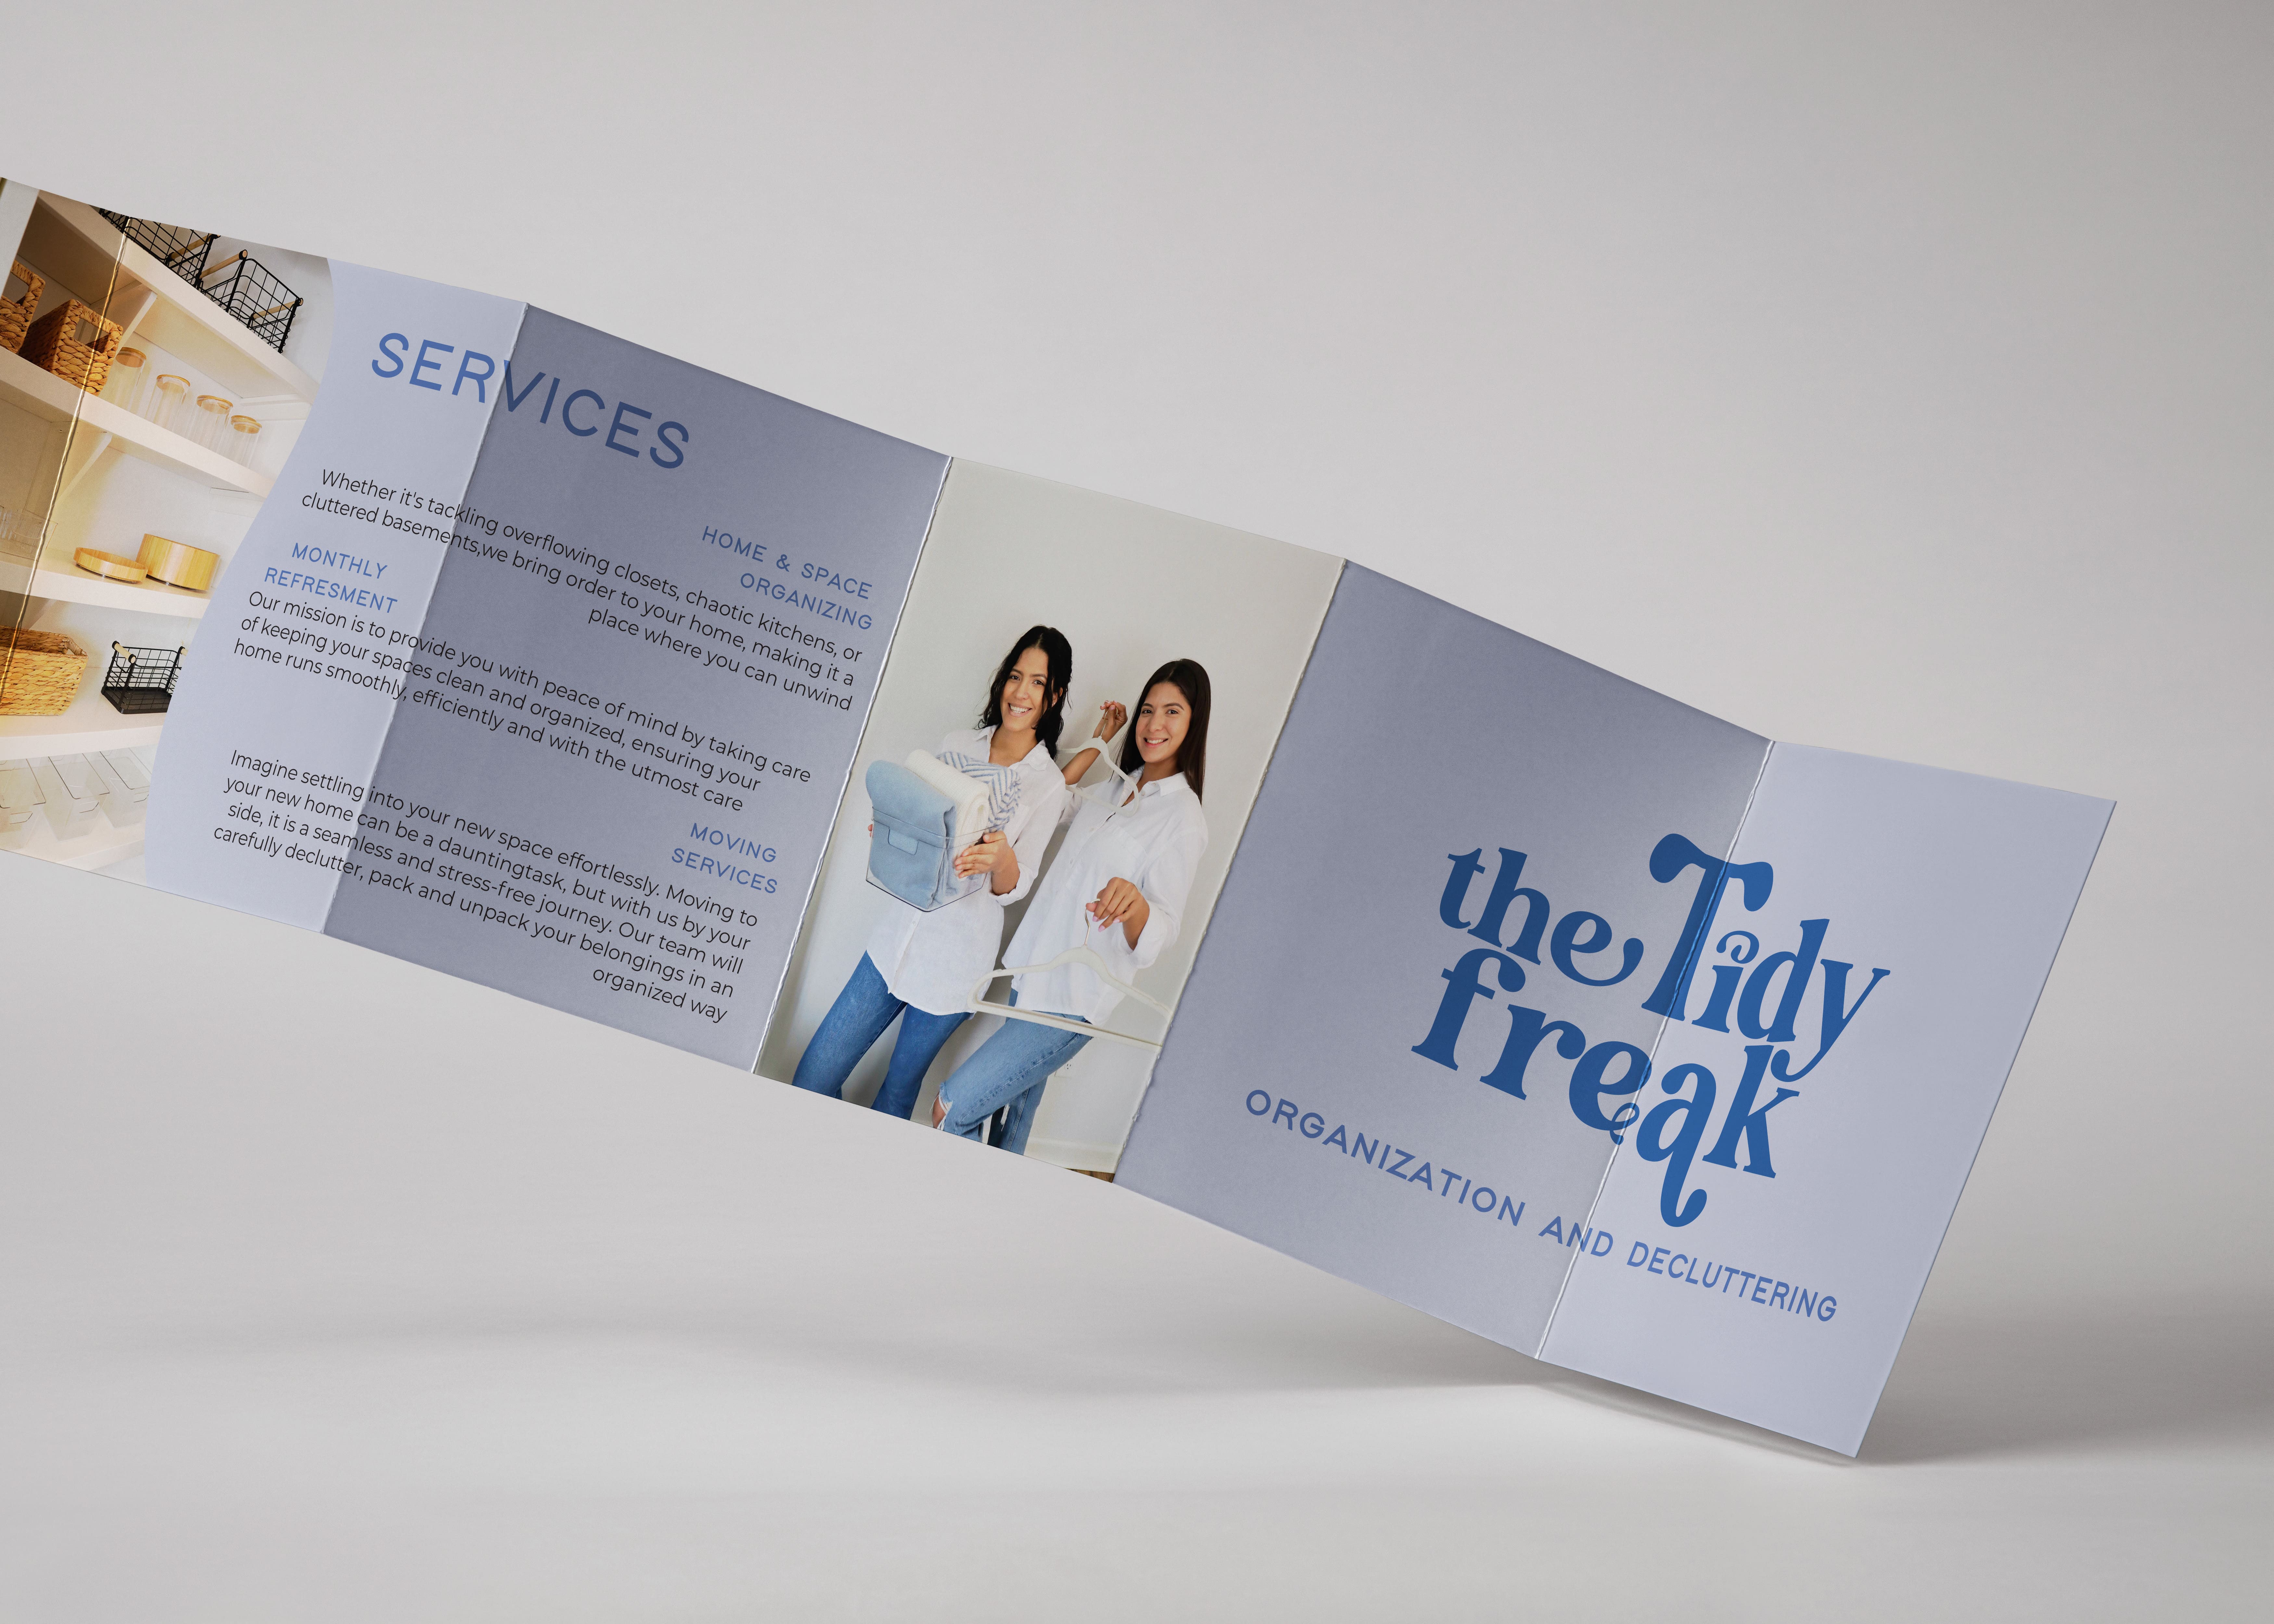 SERVICES
HOME & SPACE
ORGANIZING
Whether it's tackling overflowing closets, chaotic kitchens, or
cluttered basements,we bring order to your home, making it a
place where you can unwind
MONTHLY
REFRESMENT
Our mission is to provide you with peace of mind by taking care
of keeping your spaces clean and organized, ensuring your
home runs smoothly, efficiently and with the utmost care
MOVING
SERVICES
Imagine settling into your new space effortlessly. Moving to
your new home can be a dauntingtask, but with us by your
side, it is a seamless and stress-free journey. Our team will
carefully declutter, pack and unpack your belongings in an
organized way
the Tidy
freak
ORGANIZATION AND DECLUTTERING